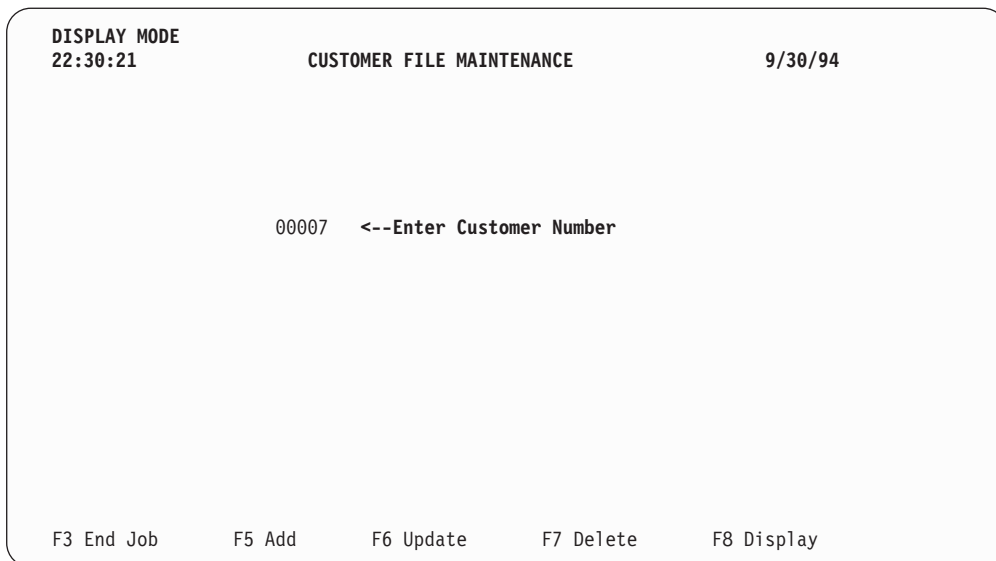 DISPLAY MODE
22:30:21 CUSTOMER FILE MAINTENANCE 9/30/94
00007 <--Enter Customer Number
F3 End Job F5 Add F6 Update F7 Delete F8 Display